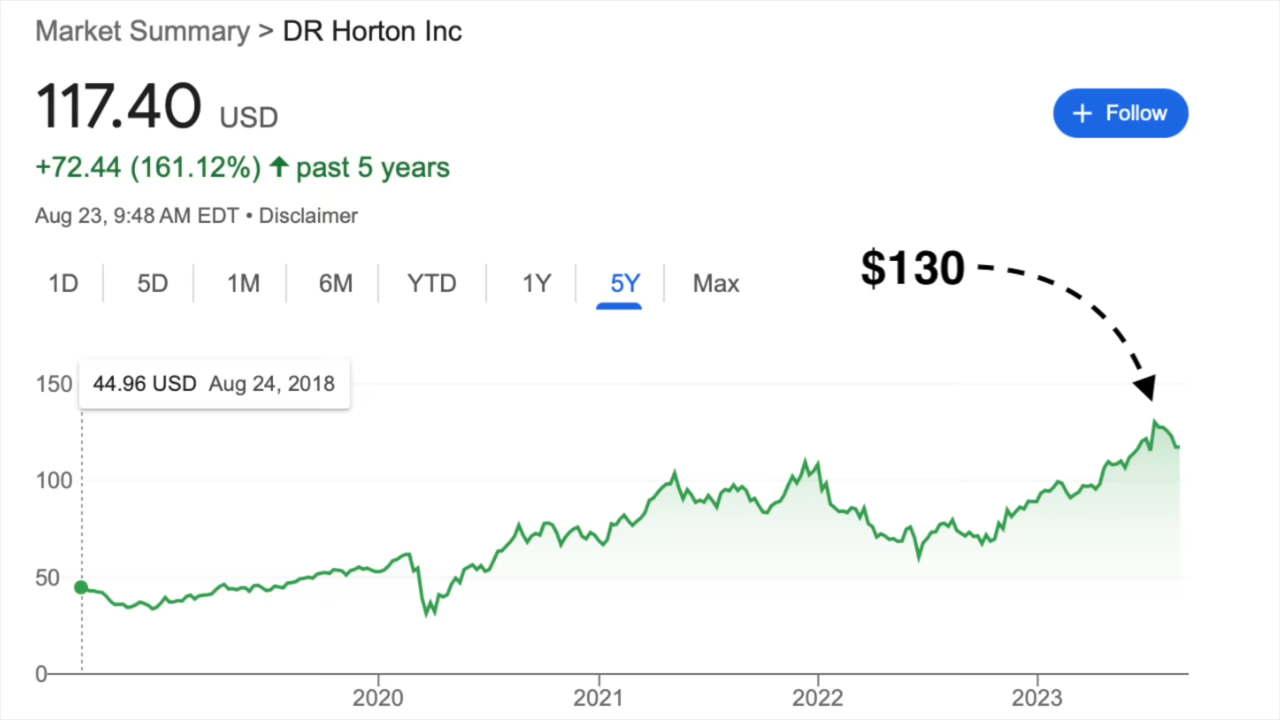 Market Summary > DR Horton Inc
117.40 USD
+ Follow
+72.44 (161.12%) ↑ past 5 years
Aug 23, 9:48 AM EDT • Disclaimer
$130
1D 5D 1M 6M YTD 1Y 5Y Max
150
44.96 USD Aug 24, 2018
100
50
0
2020 2021 2022 2023